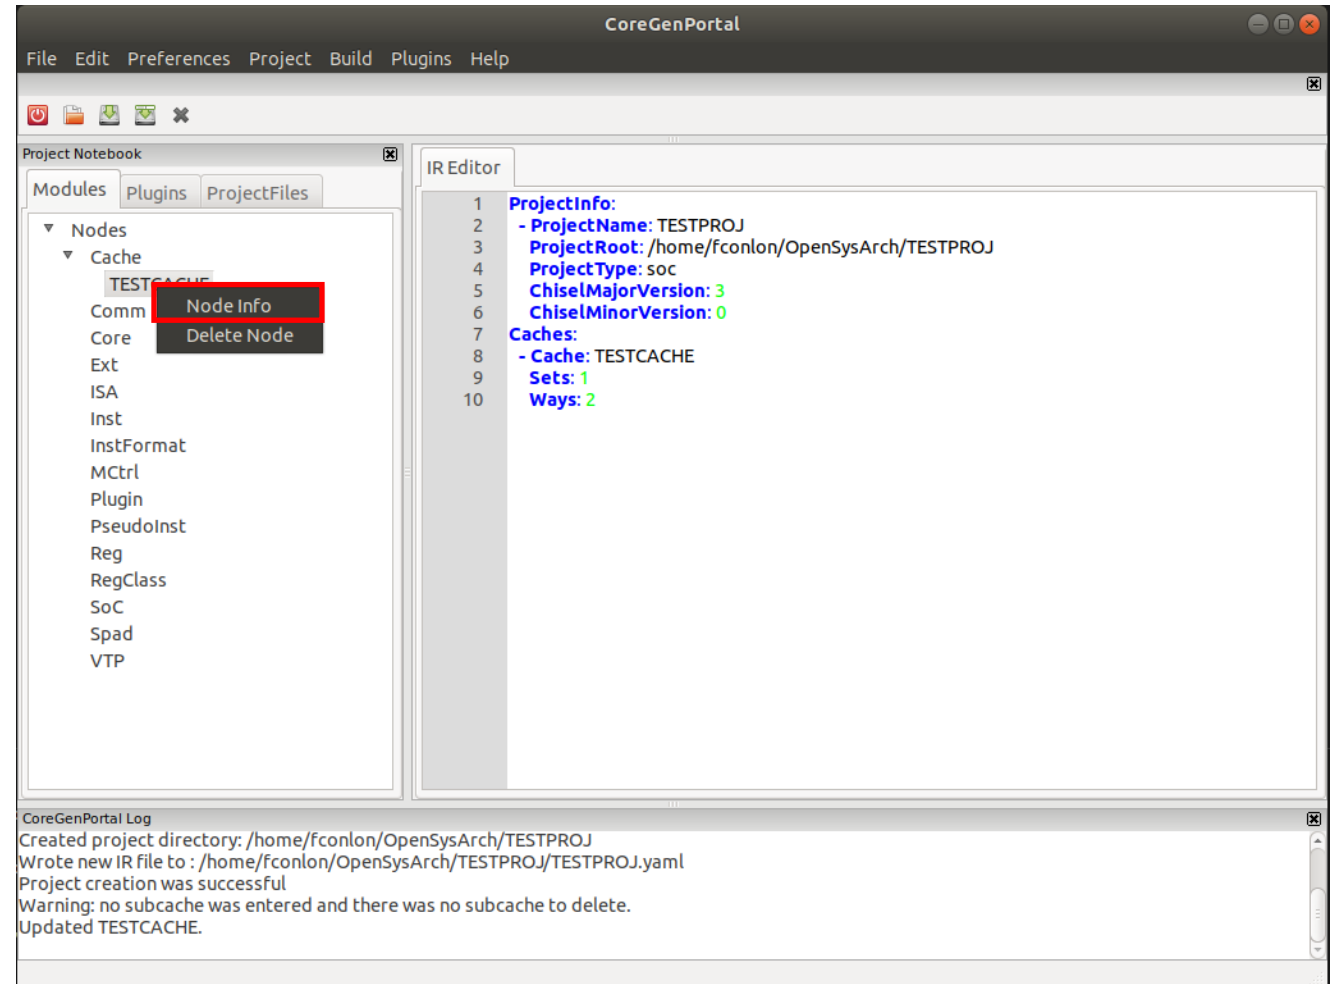 CoreGenPortal
File Edit Preferences Project Build Plugins Help
Project Notebook
Modules Plugins ProjectFiles
Nodes
Cache
TESTCACHE
Node Info
Delete Node
Comm
Core
Ext
ISA
Inst
InstFormat
MCtrl
Plugin
PseudoInst
Reg
RegClass
SoC
Spad
VTP
IR Editor
1 ProjectInfo:
2 - ProjectName: TESTPROJ
3 ProjectRoot: /home/fconlon/OpenSysArch/TESTPROJ
4 ProjectType: soc
5 ChiselMajorVersion: 3
6 ChiselMinorVersion: 0
7 Caches:
8 - Cache: TESTCACHE
9 Sets: 1
10 Ways: 2
CoreGenPortal Log
Created project directory: /home/fconlon/OpenSysArch/TESTPROJ
Wrote new IR file to : /home/fconlon/OpenSysArch/TESTPROJ/TESTPROJ.yaml
Project creation was successful
Warning: no subcache was entered and there was no subcache to delete.
Updated TESTCACHE.